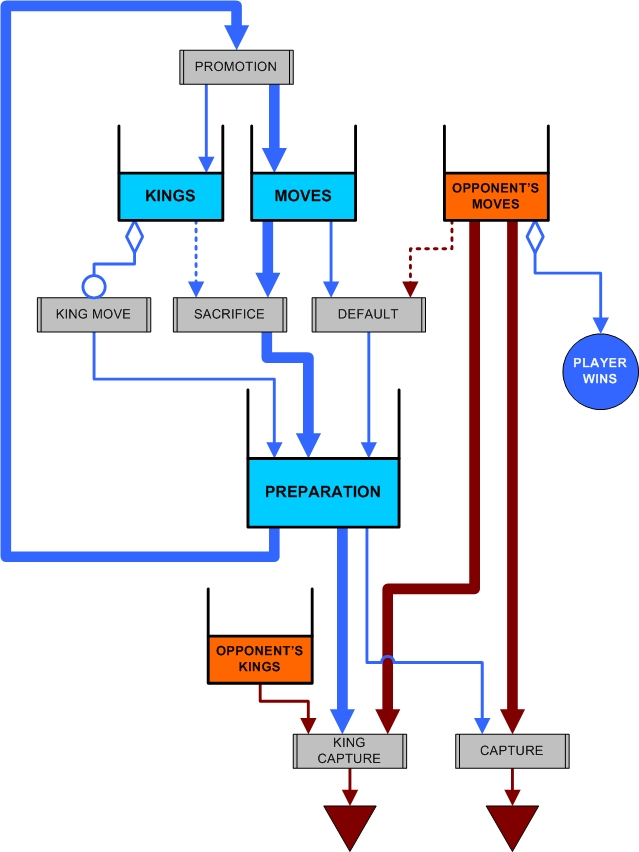 PROMOTION
KINGS
MOVES
OPPONENT'S
MOVES
KING MOVE
SACRIFICE
DEFAULT
PLAYER
WINS
PREPARATION
OPPONENT'S
KINGS
KING
CAPTURE
CAPTURE